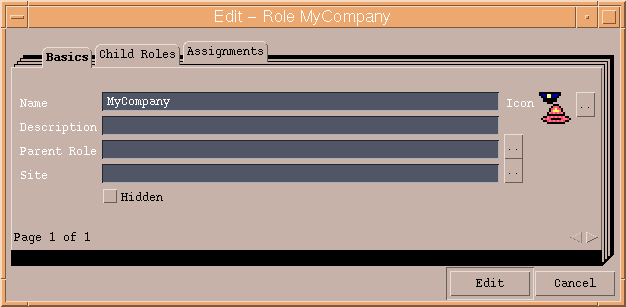 Edit – Role MyCompany
Basics Child Roles Assignments
Name MyCompany Icon ..
Description
Parent Role ..
Site ..
Hidden
Page 1 of 1
Edit Cancel